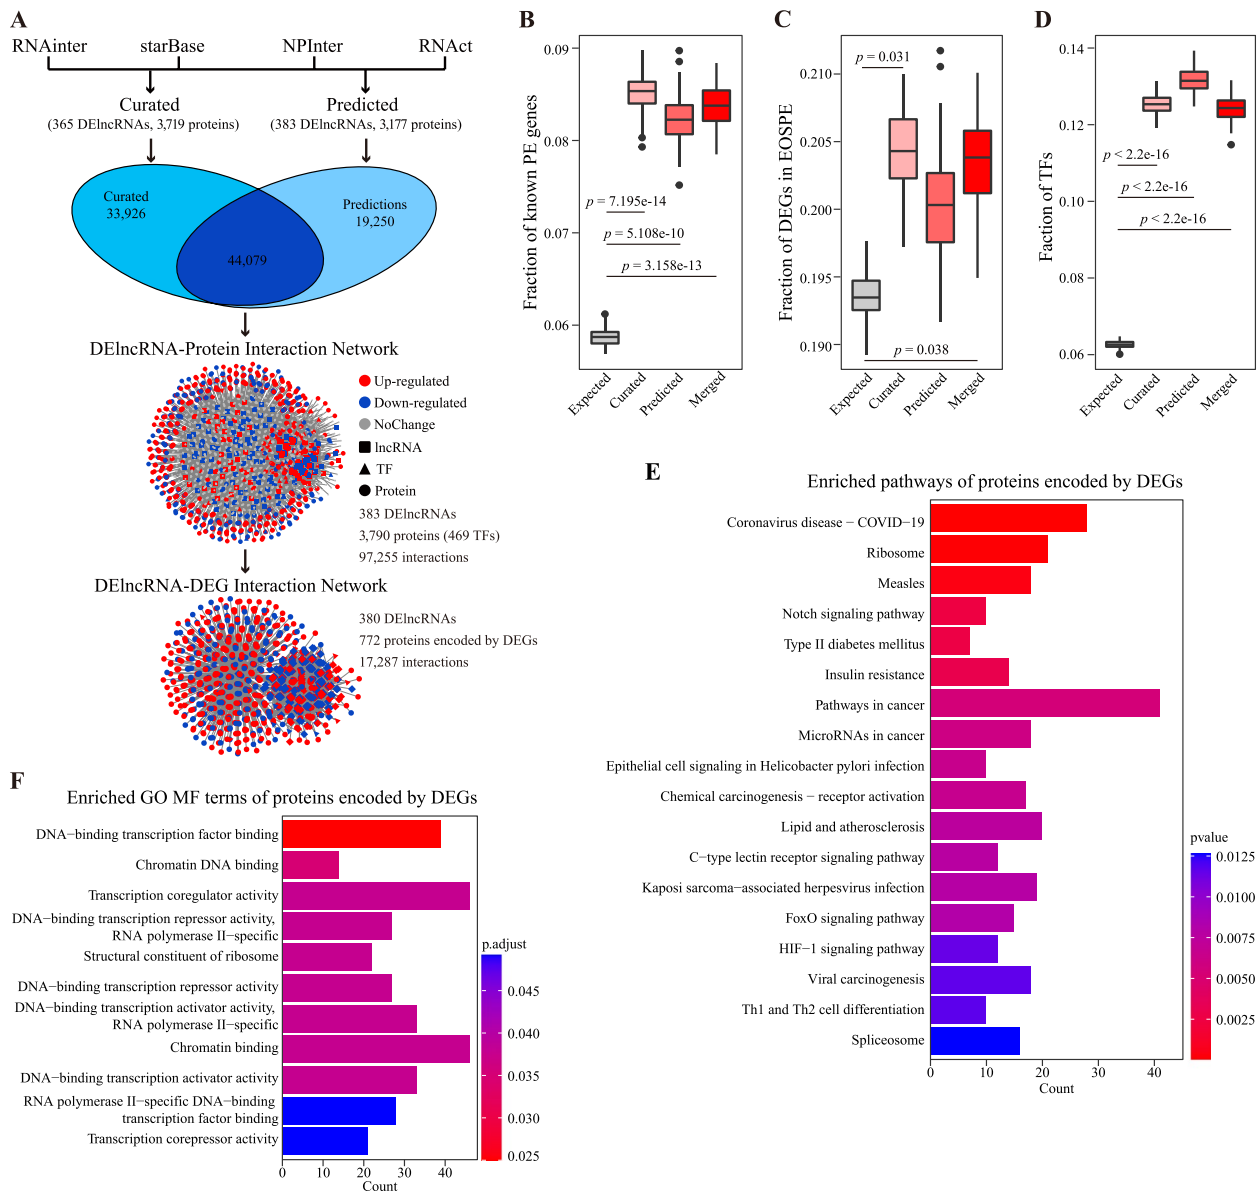 A
RNAinter starBase NPInter RNAct
Curated Predicted
(365 DElncRNAs, 3,719 proteins) (383 DElncRNAs, 3,177 proteins)
Curated
33,926
Predictions
19,250
44,079
DElncRNA-Protein Interaction Network
Up-regulated
Down-regulated
NoChange
lncRNA
TF
Protein
383 DElncRNAs
3,790 proteins (469 TFs)
97,255 interactions
DElncRNA-DEG Interaction Network
380 DElncRNAs
772 proteins encoded by DEGs
17,287 interactions
B
Fraction of known PE genes
0.09
0.08
0.07
0.06
p = 7.195e-14
p = 5.108e-10
p = 3.158e-13
Expected
Curated
Predicted
Merged
C
Fraction of DEGs in EOSPE
0.210
0.205
0.200
0.195
0.190
p = 0.031
p = 0.038
Expected
Curated
Predicted
Merged
D
Faction of TFs
0.14
0.12
0.10
0.08
0.06
p < 2.2e-16
p < 2.2e-16
p < 2.2e-16
Expected
Curated
Predicted
Merged
E
Enriched pathways of proteins encoded by DEGs
Coronavirus disease − COVID−19
Ribosome
Measles
Notch signaling pathway
Type II diabetes mellitus
Insulin resistance
Pathways in cancer
MicroRNAs in cancer
Epithelial cell signaling in Helicobacter pylori infection
Chemical carcinogenesis − receptor activation
Lipid and atherosclerosis
C−type lectin receptor signaling pathway
Kaposi sarcoma−associated herpesvirus infection
FoxO signaling pathway
HIF−1 signaling pathway
Viral carcinogenesis
Th1 and Th2 cell differentiation
Spliceosome
0 10 20 30 40
Count
pvalue
0.0125
0.0100
0.0075
0.0050
0.0025
F
Enriched GO MF terms of proteins encoded by DEGs
DNA−binding transcription factor binding
Chromatin DNA binding
Transcription coregulator activity
DNA−binding transcription repressor activity,
RNA polymerase II−specific
Structural constituent of ribosome
DNA−binding transcription repressor activity
DNA−binding transcription activator activity,
RNA polymerase II−specific
Chromatin binding
DNA−binding transcription activator activity
RNA polymerase II−specific DNA−binding
transcription factor binding
Transcription corepressor activity
0 10 20 30 40
Count
p.adjust
0.045
0.040
0.035
0.030
0.025